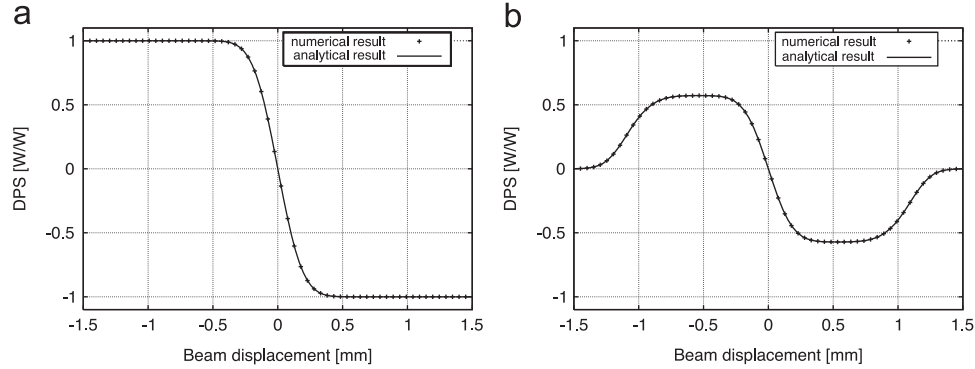 a
numerical result
analytical result
1
0.5
0
-0.5
-1
DPS [W/W]
-1.5 -1 -0.5 0 0.5 1 1.5
Beam displacement [mm]
b
numerical result
analytical result
1
0.5
0
-0.5
-1
DPS [W/W]
-1.5 -1 -0.5 0 0.5 1 1.5
Beam displacement [mm]